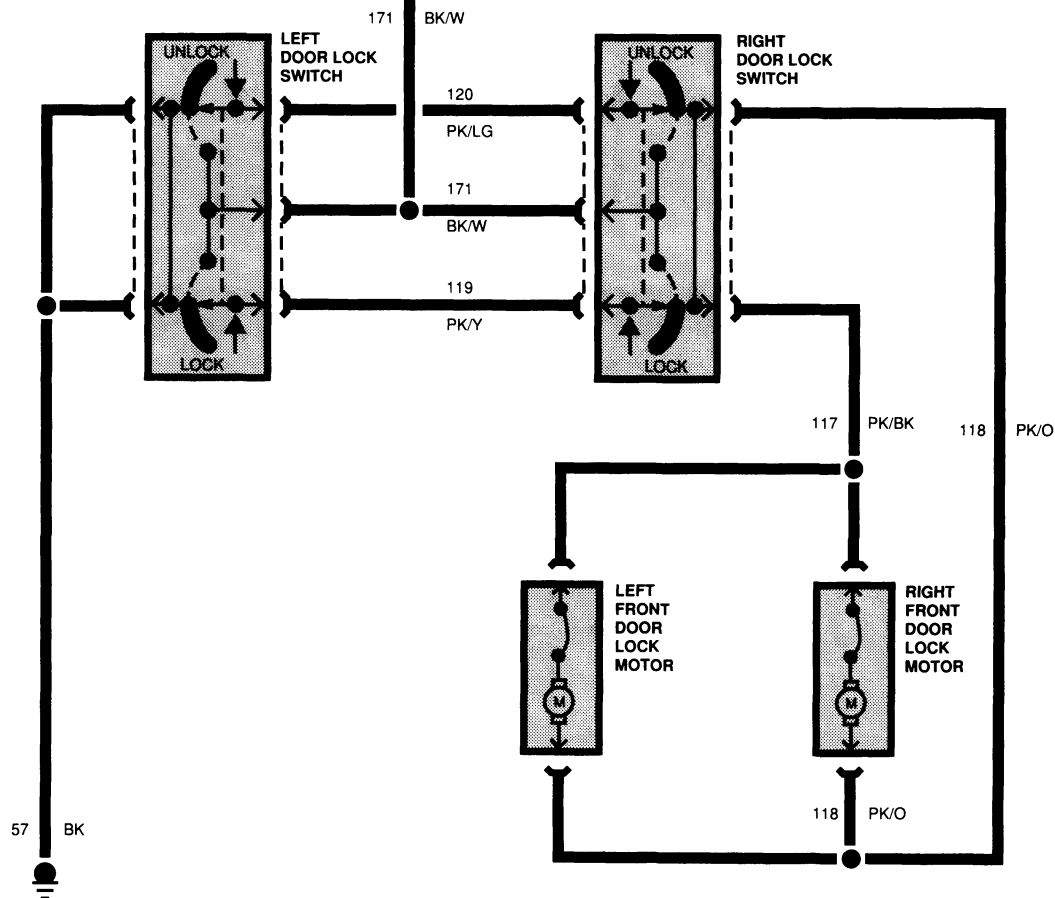 171 BK/W
LEFT
DOOR LOCK
SWITCH
UNLOCK
RIGHT
DOOR LOCK
SWITCH
UNLOCK
120
PK/LG
171
BK/W
119
PK/Y
LOCK
LOCK
117 PK/BK
118 PK/O
LEFT
FRONT
DOOR
LOCK
MOTOR
M
RIGHT
FRONT
DOOR
LOCK
MOTOR
M
118 PK/O
57 BK